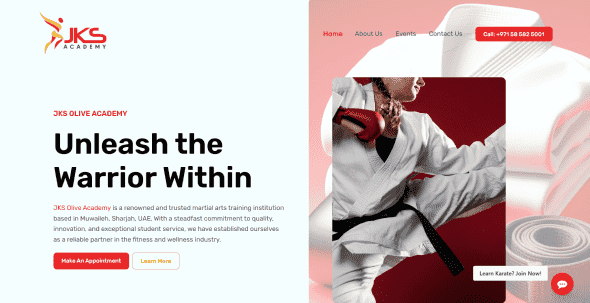 JKS
ACADEMY
Home About Us Events Contact Us Call: +971 58 582 5001
JKS OLIVE ACADEMY
Unleash the
Warrior Within
JKS Olive Academy is a renowned and trusted martial arts training institution
based in Muwaileh, Sharjah, UAE. With a steadfast commitment to quality,
innovation, and exceptional student service, we have established ourselves
as a reliable partner in the fitness and wellness industry.
Make An Appointment Learn More
Learn Karate? Join Now!